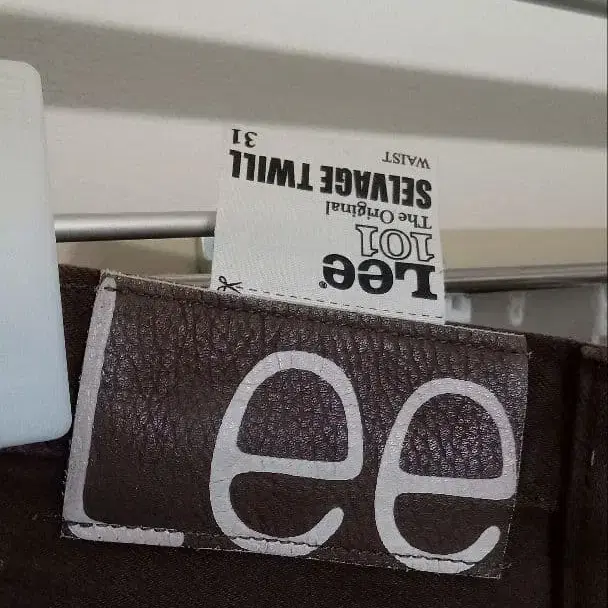 Lee®
101
The Original
SELVAGE TWILL
WAIST
31
Lee